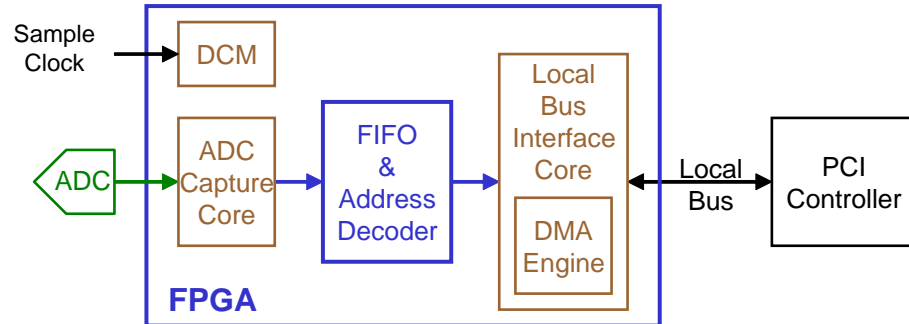 Sample
Clock
DCM
ADC
ADC
Capture
Core
FIFO
&
Address
Decoder
Local
Bus
Interface
Core
DMA
Engine
Local
Bus
PCI
Controller
FPGA